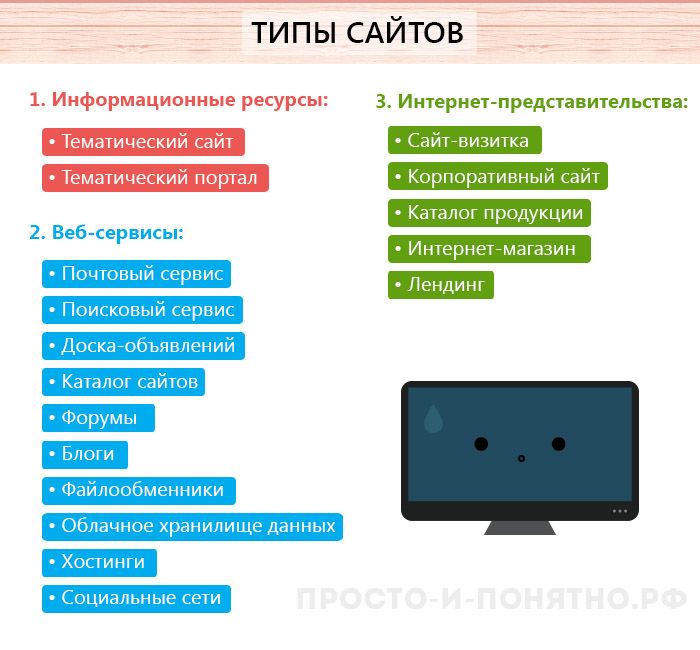 ТИПЫ САЙТОВ
1. Информационные ресурсы:
• Тематический сайт
• Тематический портал
2. Веб-сервисы:
• Почтовый сервис
• Поисковый сервис
• Доска-объявлений
• Каталог сайтов
• Форумы
• Блоги
• Файлообменники
• Облачное хранилище данных
• Хостинги
• Социальные сети
3. Интернет-представительства:
• Сайт-визитка
• Корпоративный сайт
• Каталог продукции
• Интернет-магазин
• Лендинг
ПРОСТО-И-ПОНЯТНО.РФ